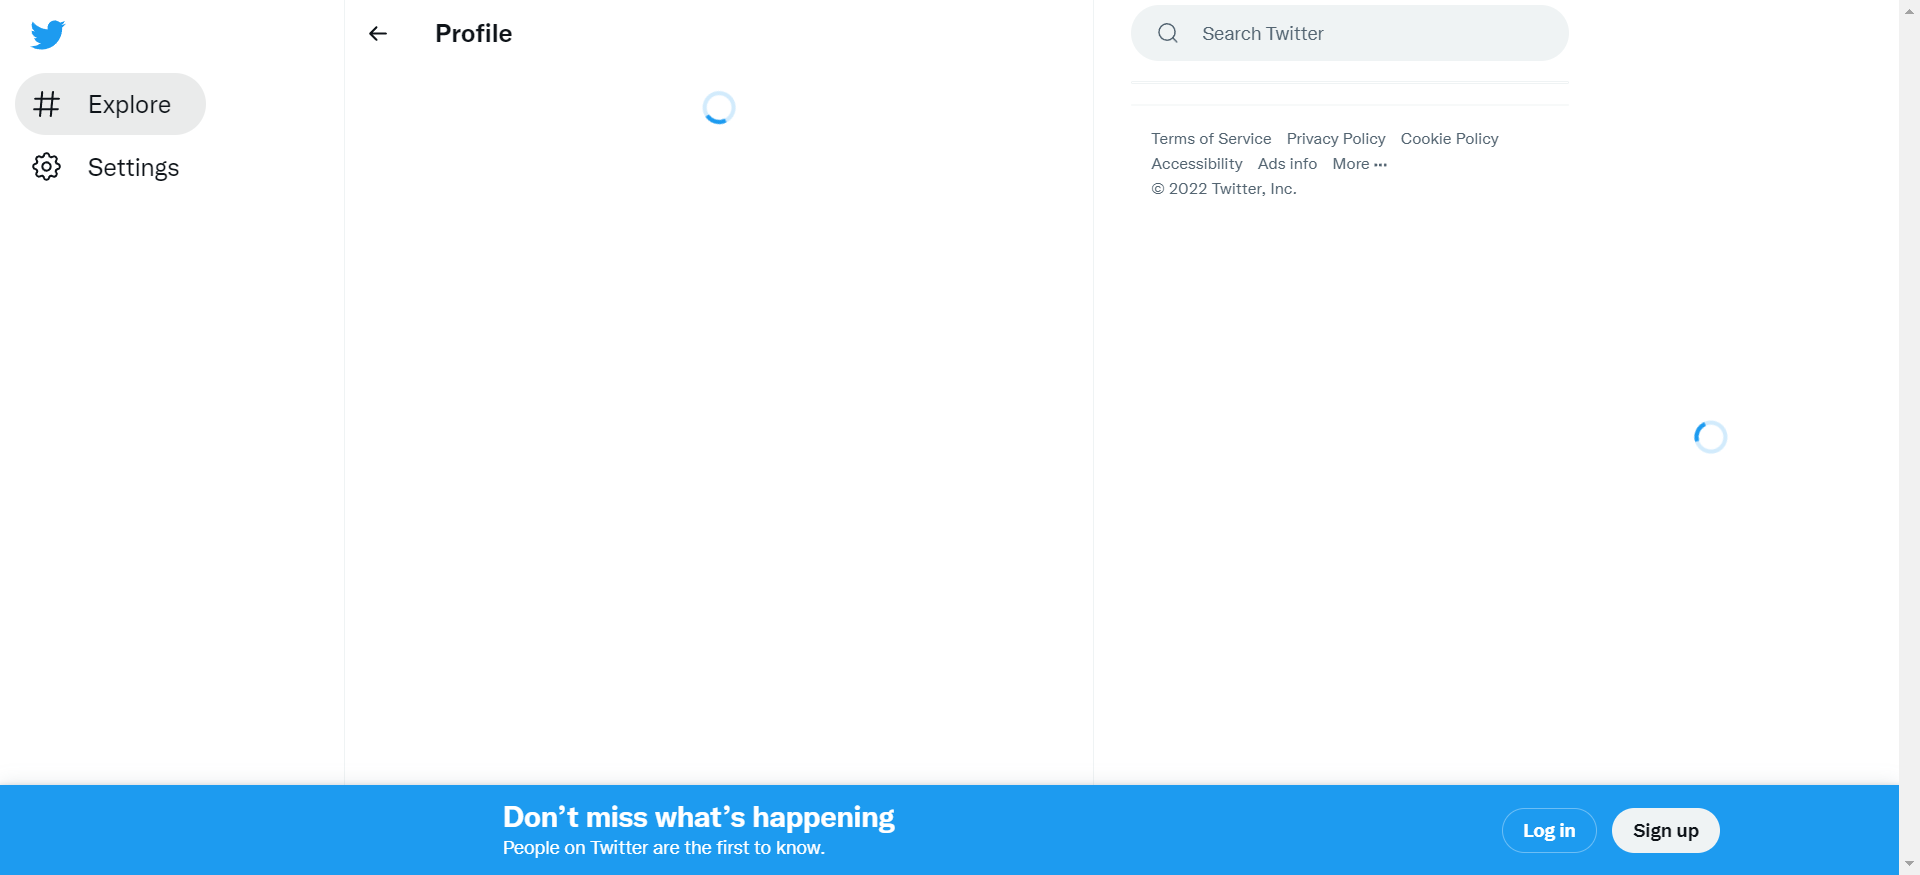 Explore
Settings
Profile
Search Twitter
Terms of Service Privacy Policy Cookie Policy
Accessibility Ads info More ···
© 2022 Twitter, Inc.
Don’t miss what’s happening
People on Twitter are the first to know.
Log in
Sign up